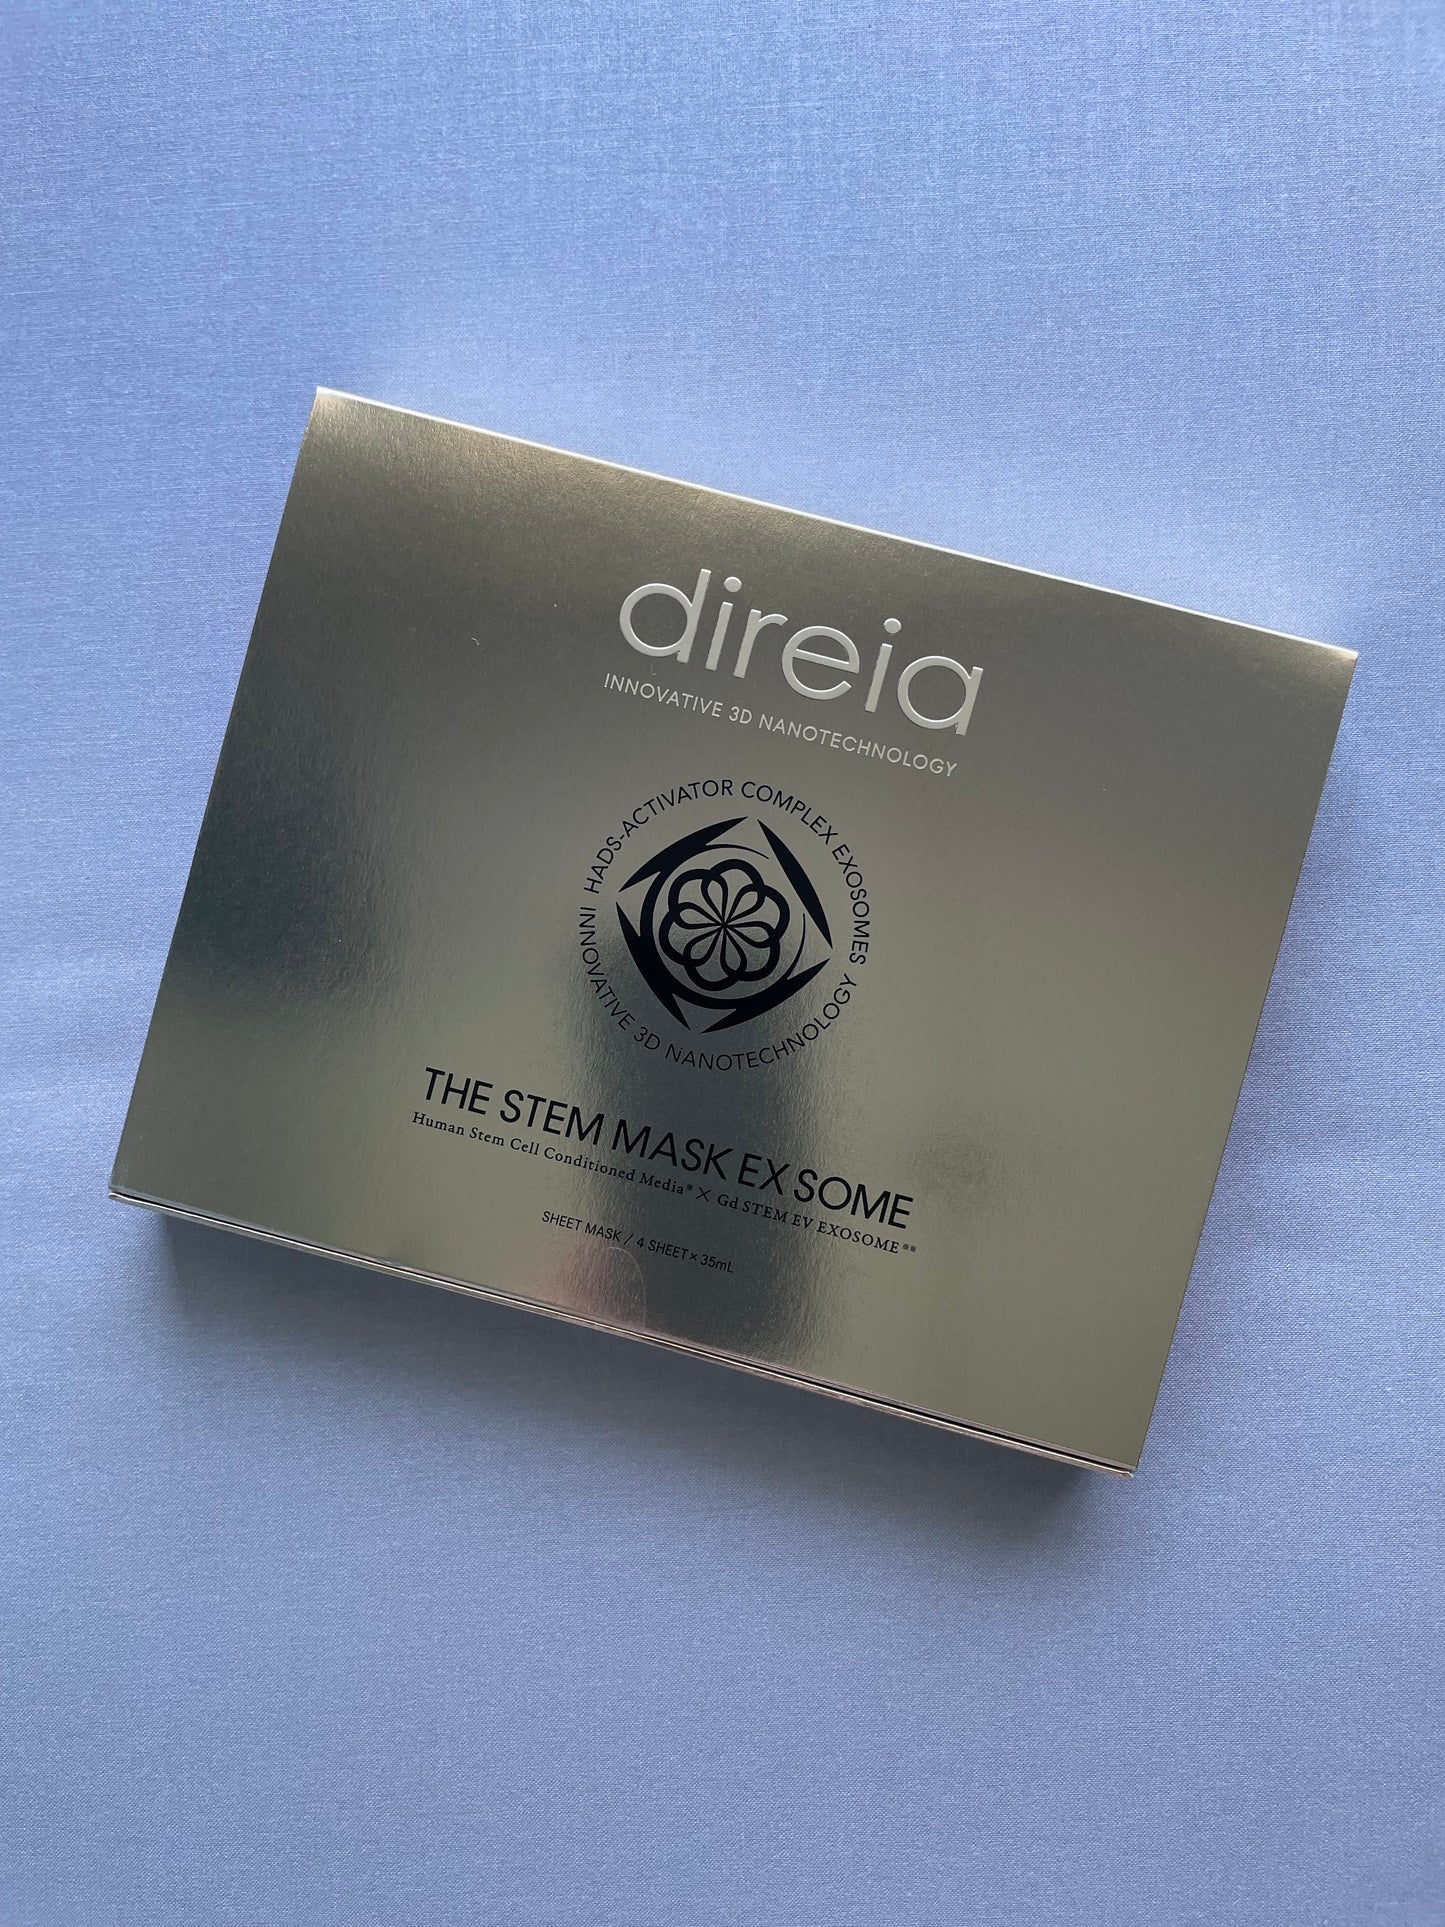 direia
INNOVATIVE 3D NANOTECHNOLOGY
HADS-ACTIVATOR COMPLEX EXOSOMES
INNOVATIVE 3D NANOTECHNOLOGY
THE STEM MASK EX SOME
Human Stem Cell Conditioned Media※ × Gd STEM EV EXOSOME※※
SHEET MASK / 4 SHEET × 35mL